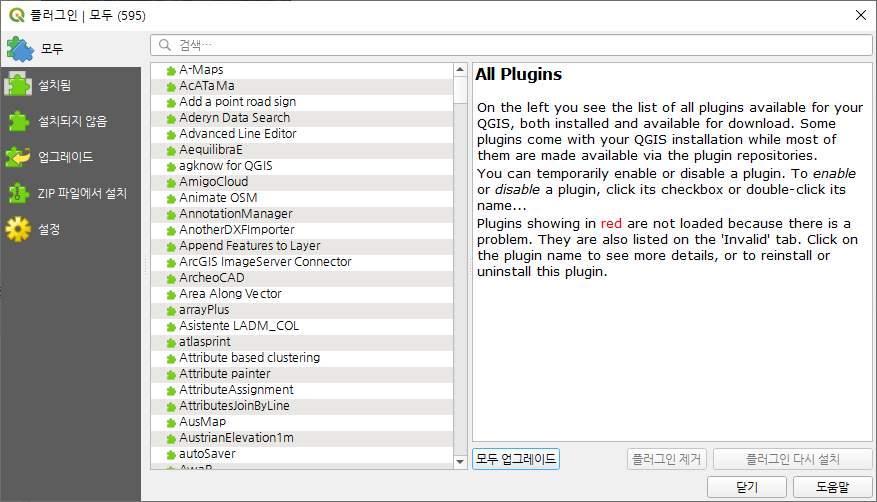 플러그인 | 모두 (595)
모두
설치됨
설치되지 않음
업그레이드
ZIP 파일에서 설치
설정
검색…
A-Maps
AcATaMa
Add a point road sign
Aderyn Data Search
Advanced Line Editor
AequilibraE
agknow for QGIS
AmigoCloud
Animate OSM
AnnotationManager
AnotherDXFImporter
Append Features to Layer
ArcGIS ImageServer Connector
ArcheoCAD
Area Along Vector
arrayPlus
Asistente LADM_COL
atlasprint
Attribute based clustering
Attribute painter
AttributeAssignment
AttributesJoinByLine
AusMap
AustrianElevation1m
autoSaver
AwaP
All Plugins
On the left you see the list of all plugins available for your
QGIS, both installed and available for download. Some
plugins come with your QGIS installation while most of
them are made available via the plugin repositories.
You can temporarily enable or disable a plugin. To enable
or disable a plugin, click its checkbox or double-click its
name...
Plugins showing in red are not loaded because there is a
problem. They are also listed on the 'Invalid' tab. Click on
the plugin name to see more details, or to reinstall or
uninstall this plugin.
모두 업그레이드
플러그인 제거
플러그인 다시 설치
닫기
도움말